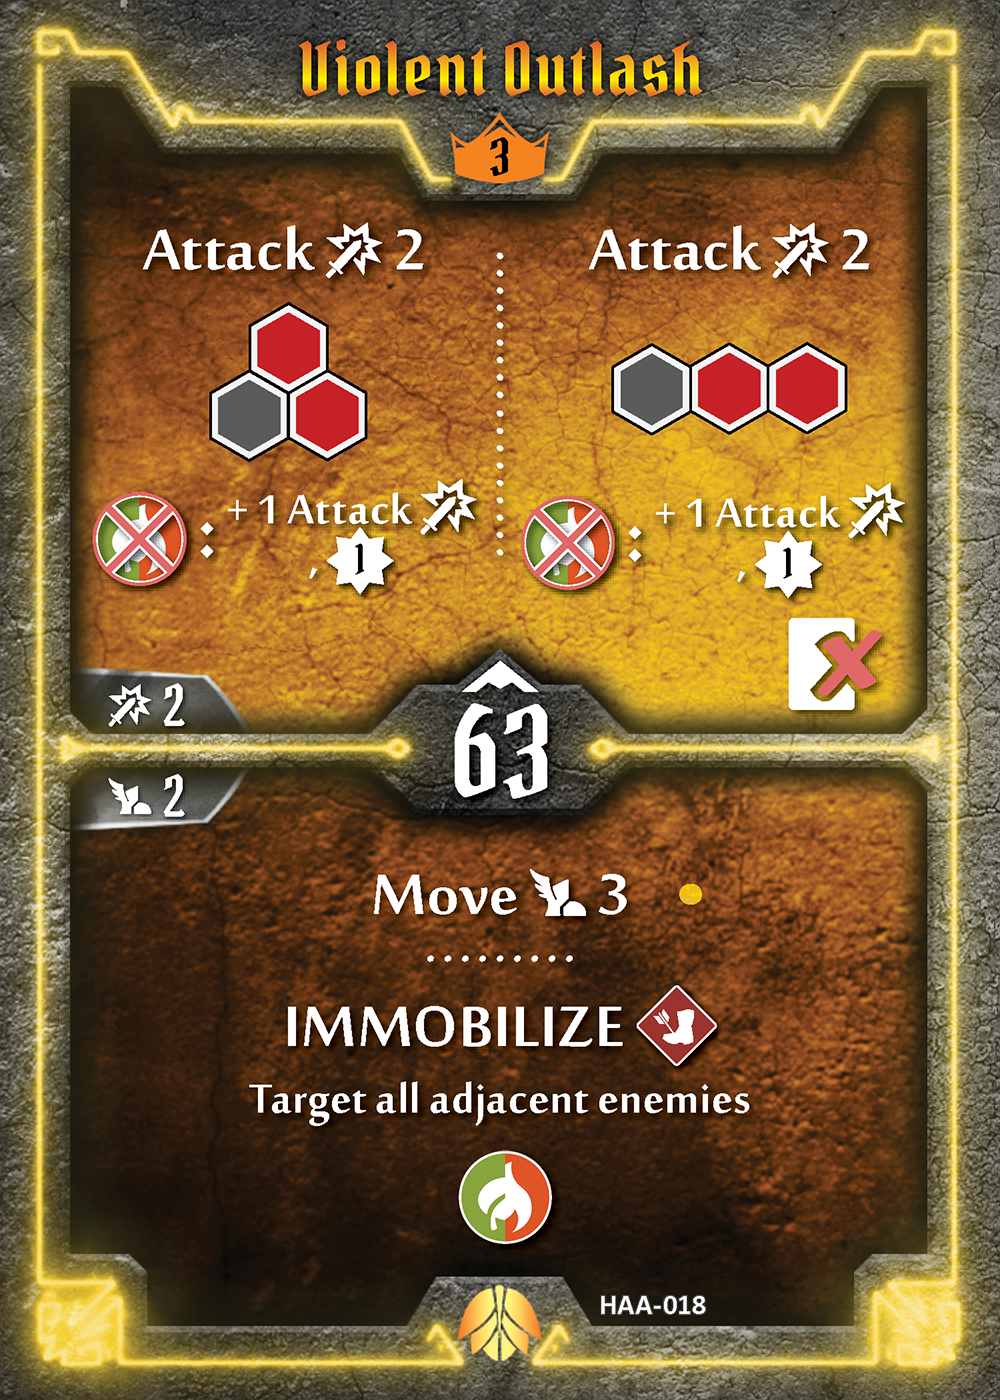 Violent Outlash
3
Attack 2
+ 1 Attack
, 1
Attack 2
+ 1 Attack
, 1
2
63
2
Move 3
IMMOBILIZE
Target all adjacent enemies
HAA-018